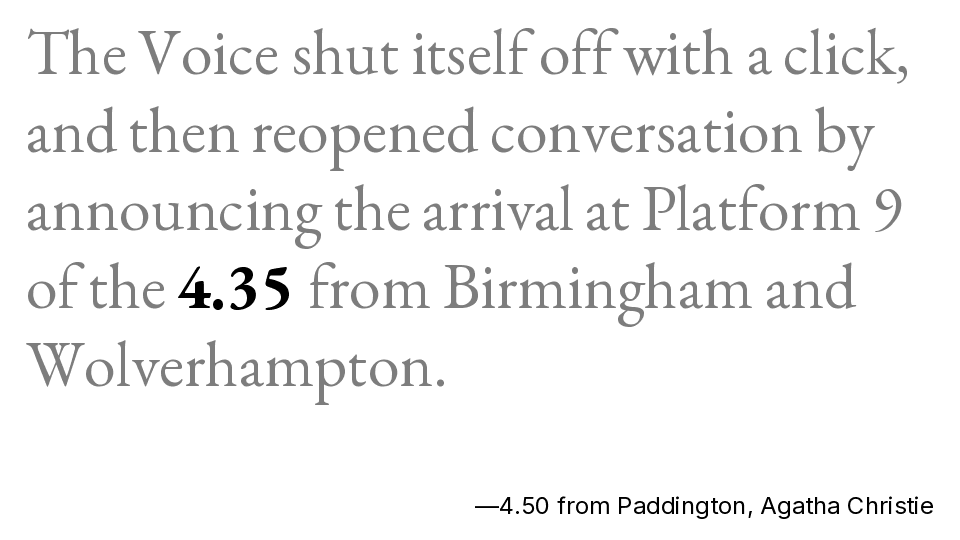 The Voice shut itself off with a click,
and then reopened conversation by
announcing the arrival at Platform 9
of the 4.35 from Birmingham and
Wolverhampton.
—4.50 from Paddington, Agatha Christie